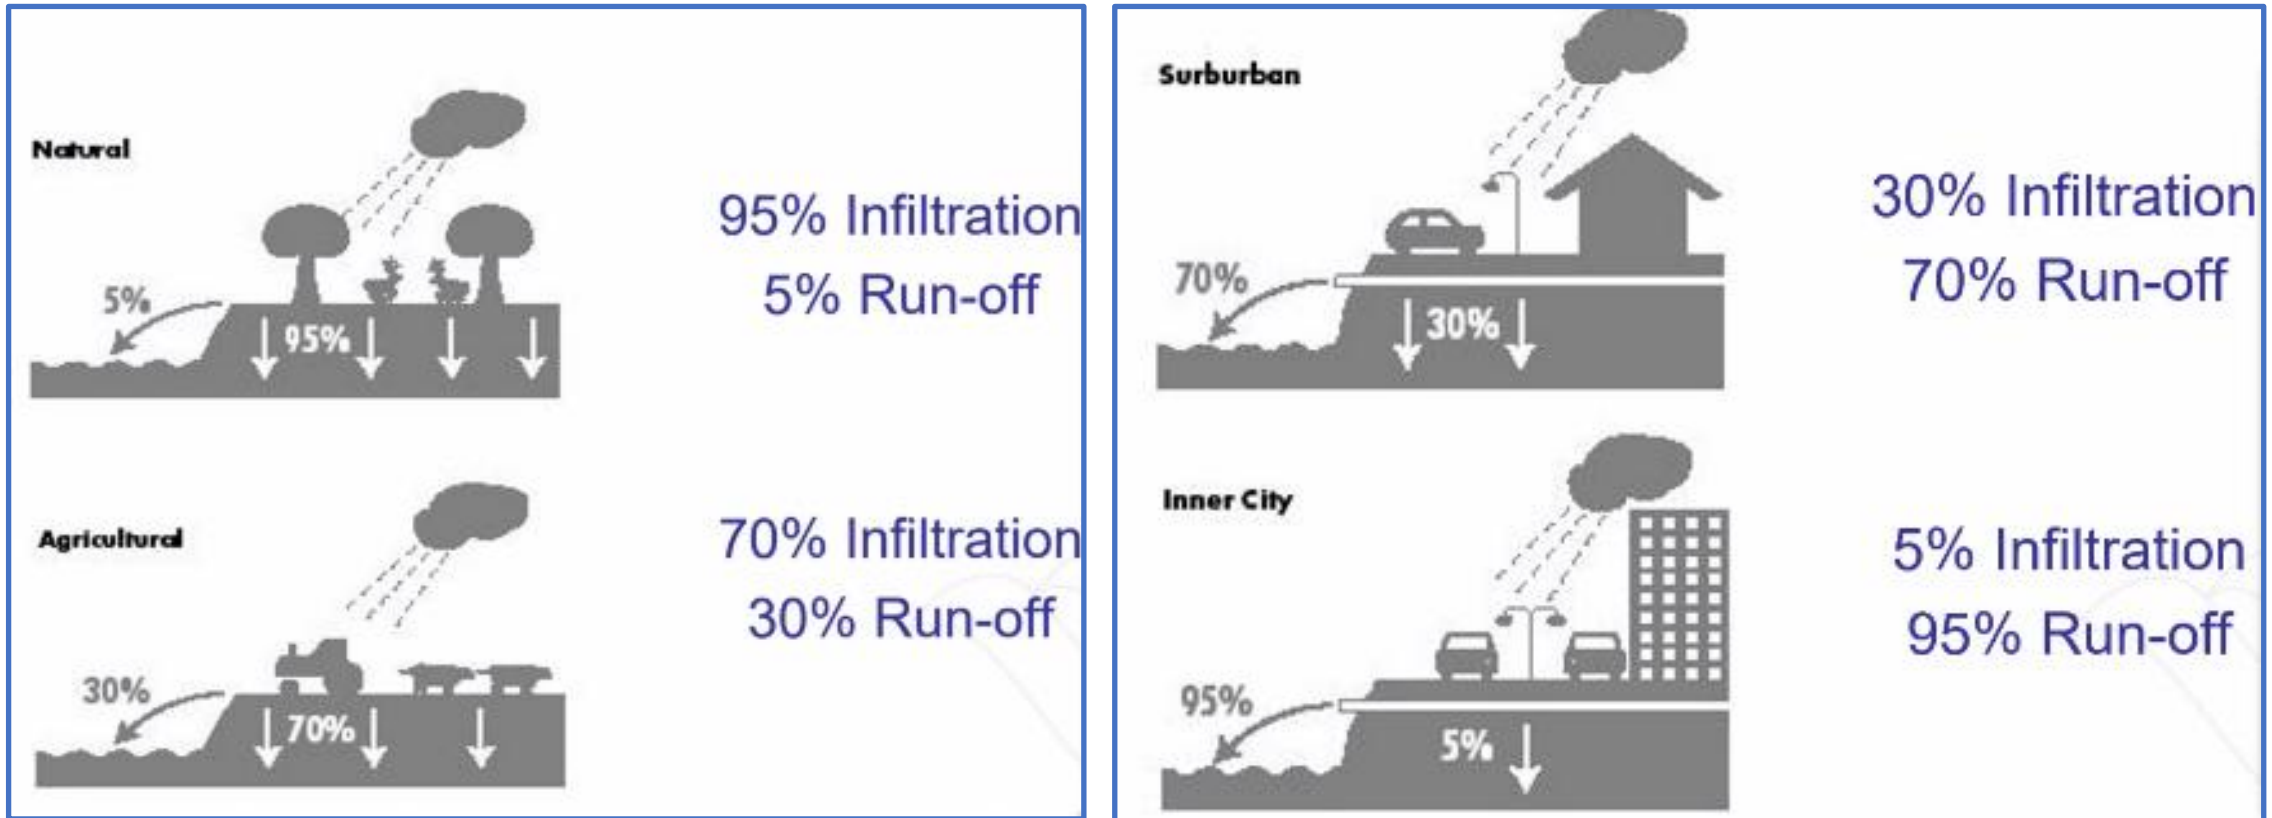 Natural
95% Infiltration
5% Run-off
5%
95%
Agricultural
70% Infiltration
30% Run-off
30%
70%
Surburban
30% Infiltration
70% Run-off
70%
30%
Inner City
5% Infiltration
95% Run-off
95%
5%